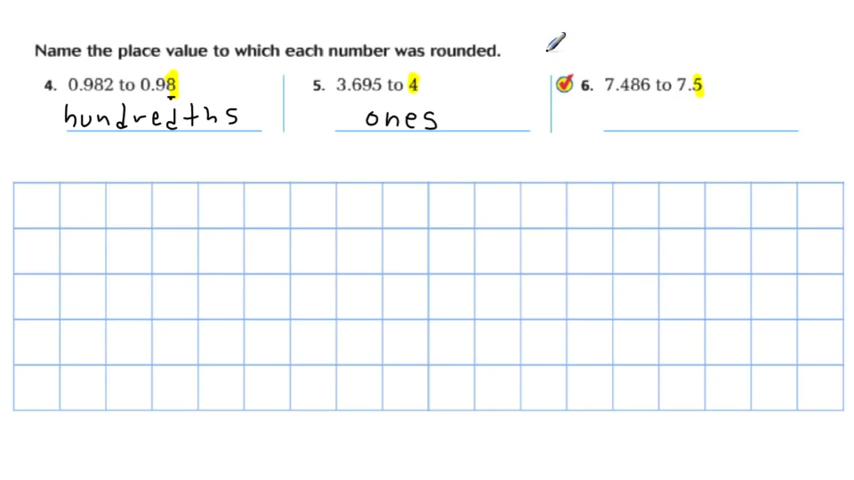 Name the place value to which each number was rounded.
4. 0.982 to 0.98 5. 3.695 to 4 6. 7.486 to 7.5
hundredths ones